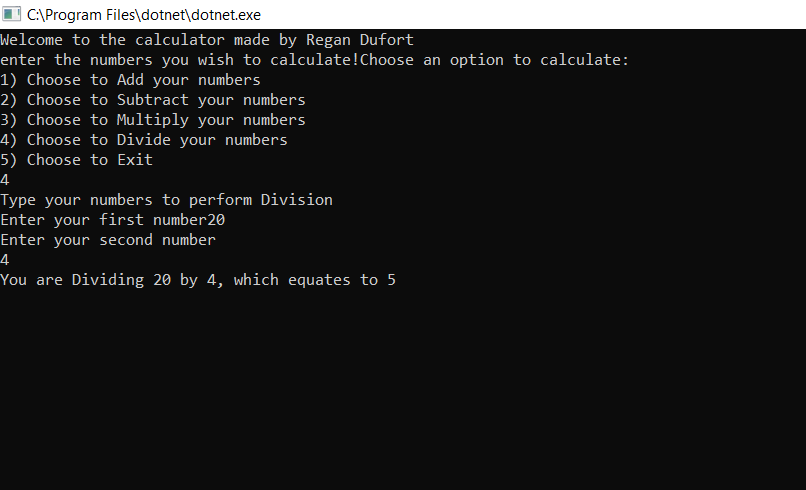 C:\Program Files\dotnet\dotnet.exe
Welcome to the calculator made by Regan Dufort
enter the numbers you wish to calculate!Choose an option to calculate:
1) Choose to Add your numbers
2) Choose to Subtract your numbers
3) Choose to Multiply your numbers
4) Choose to Divide your numbers
5) Choose to Exit
4
Type your numbers to perform Division
Enter your first number20
Enter your second number
4
You are Dividing 20 by 4, which equates to 5